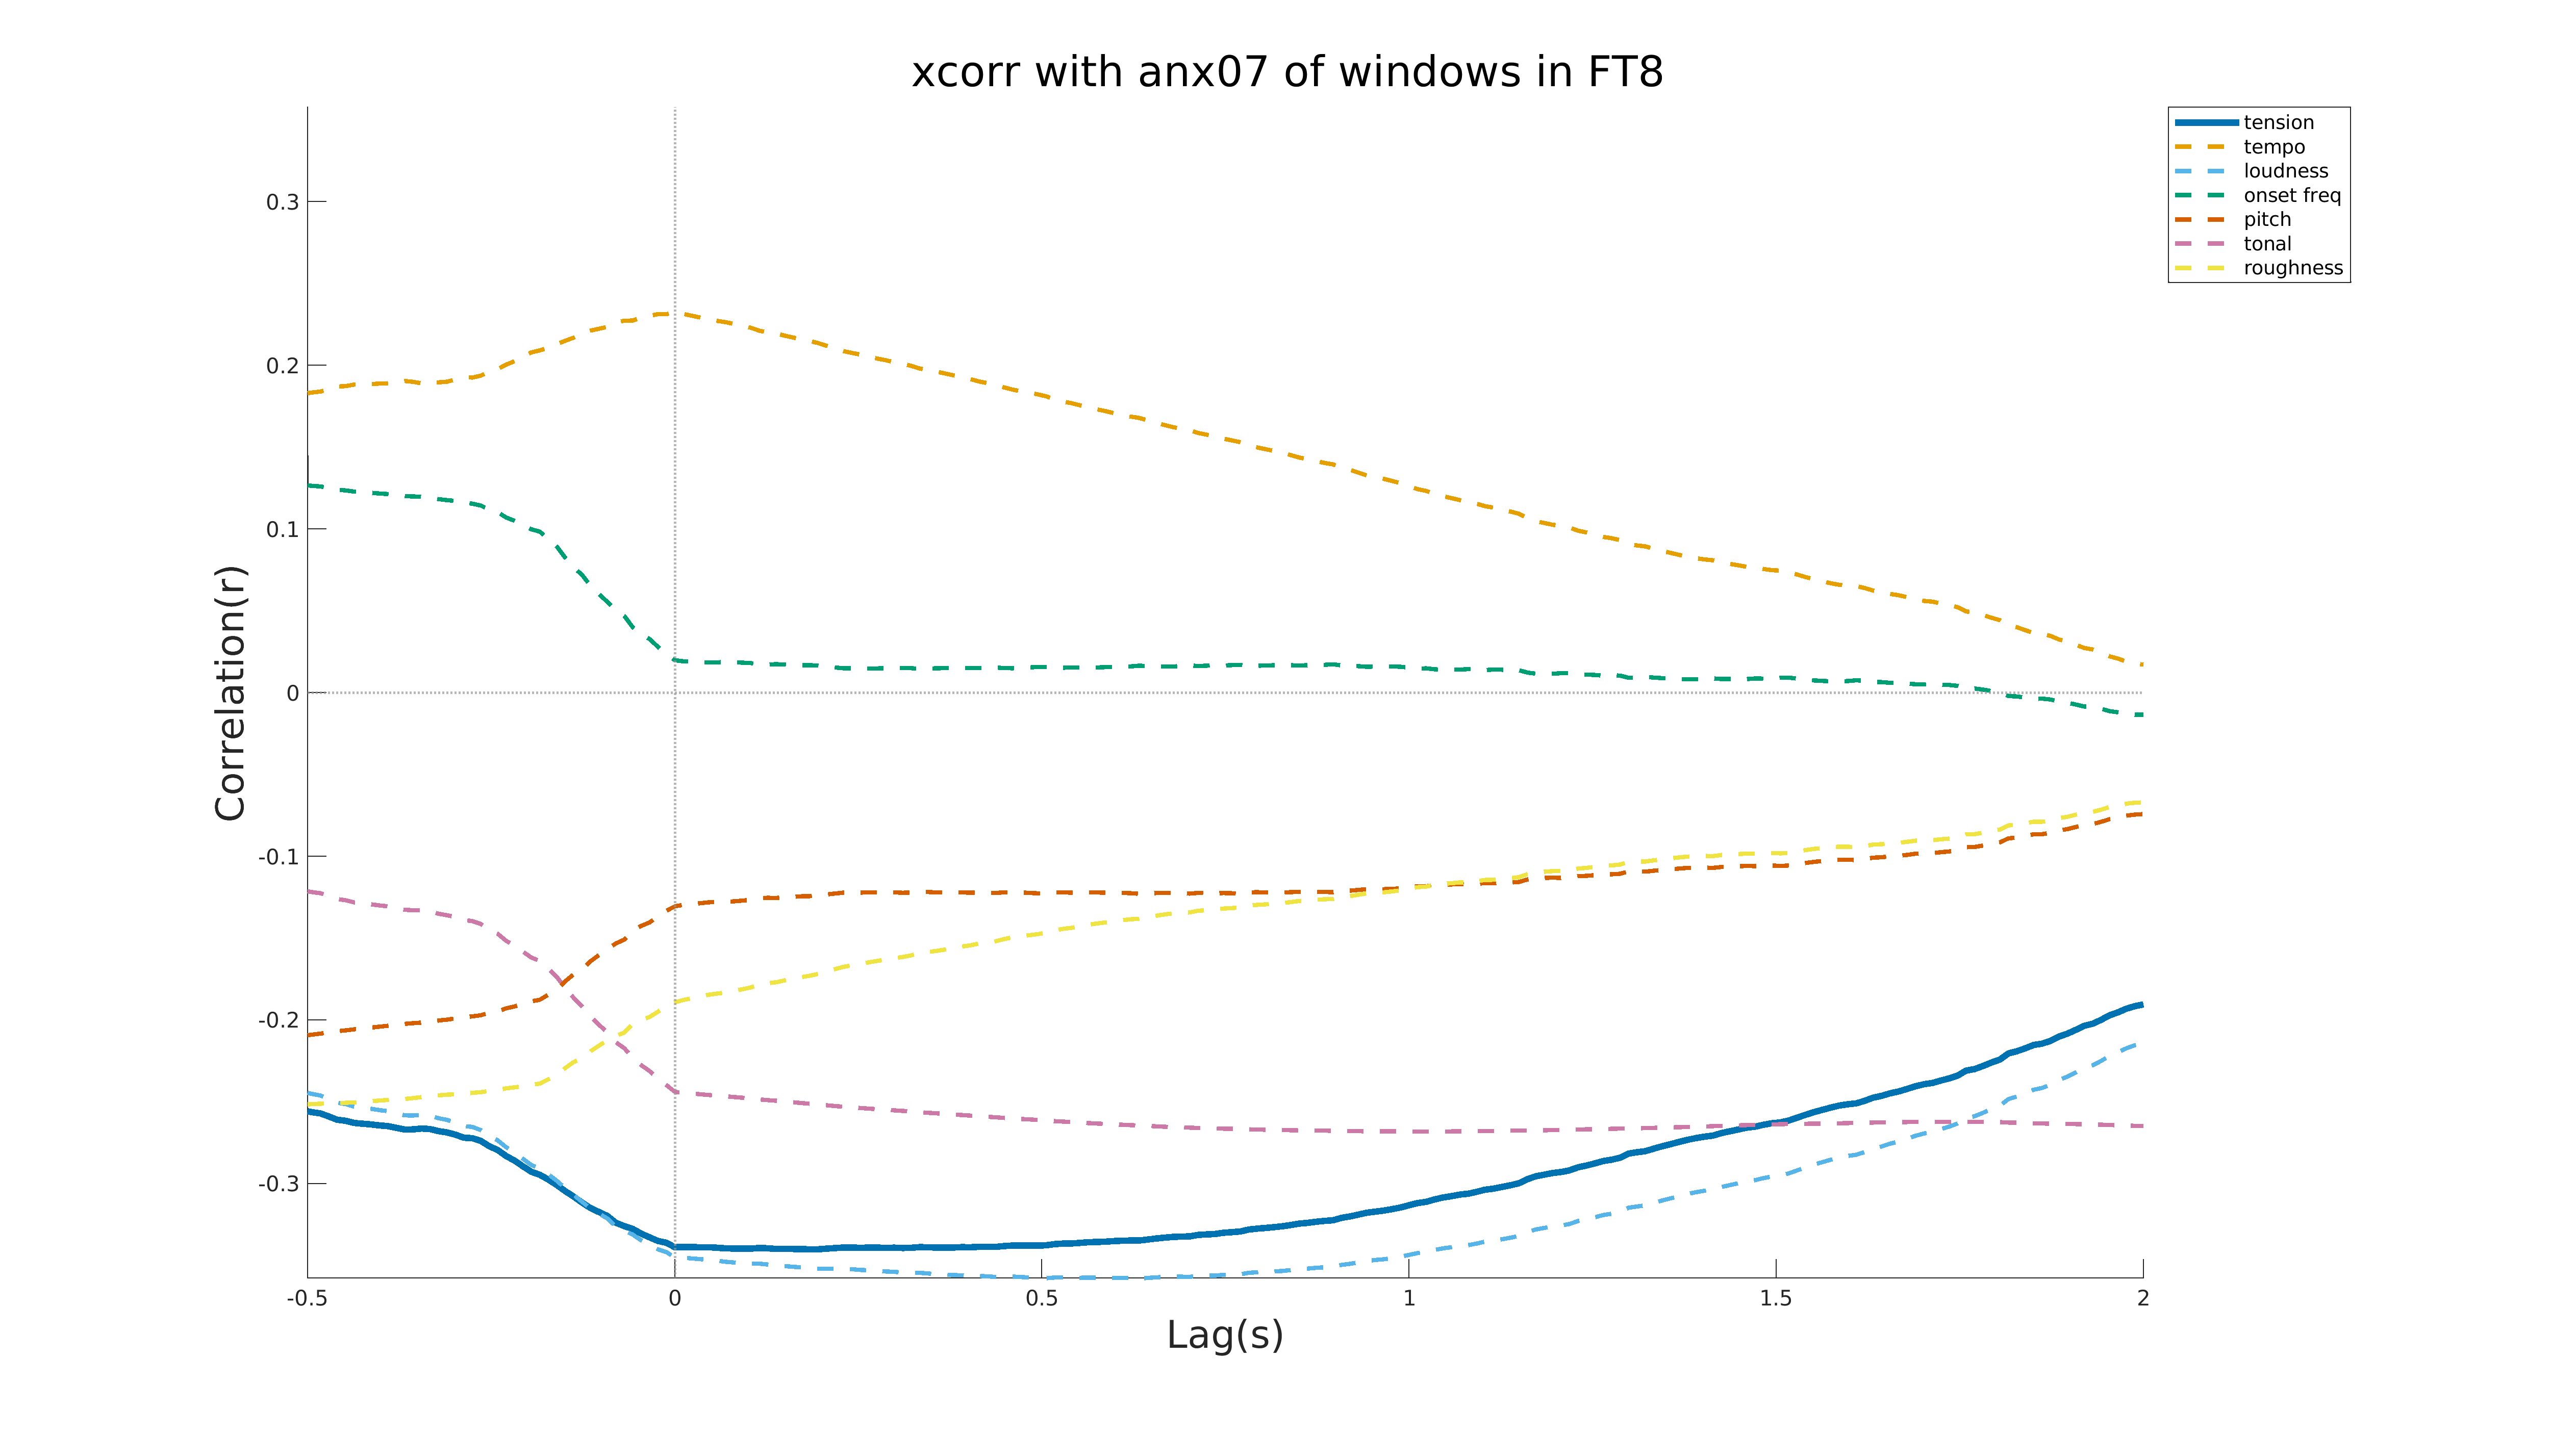 xcorr with anx07 of windows in FT8
tension
tempo
loudness
onset freq
pitch
tonal
roughness
0.3
0.2
0.1
0
-0.1
-0.2
-0.3
Correlation(r)
-0.5
0
0.5
1
1.5
2
Lag(s)